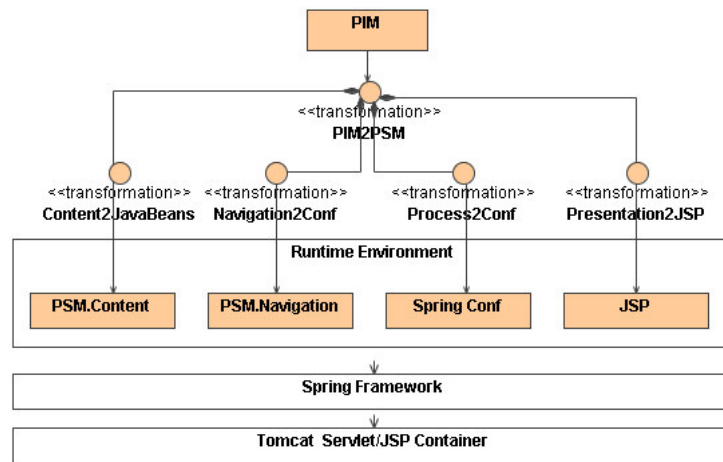 PIM
<<transformation>>
PIM2PSM
<<transformation>> <<transformation>> <<transformation>> <<transformation>>
Content2JavaBeans Navigation2Conf Process2Conf Presentation2JSP
Runtime Environment
PSM.Content PSM.Navigation Spring Conf JSP
Spring Framework
Tomcat Servlet/JSP Container